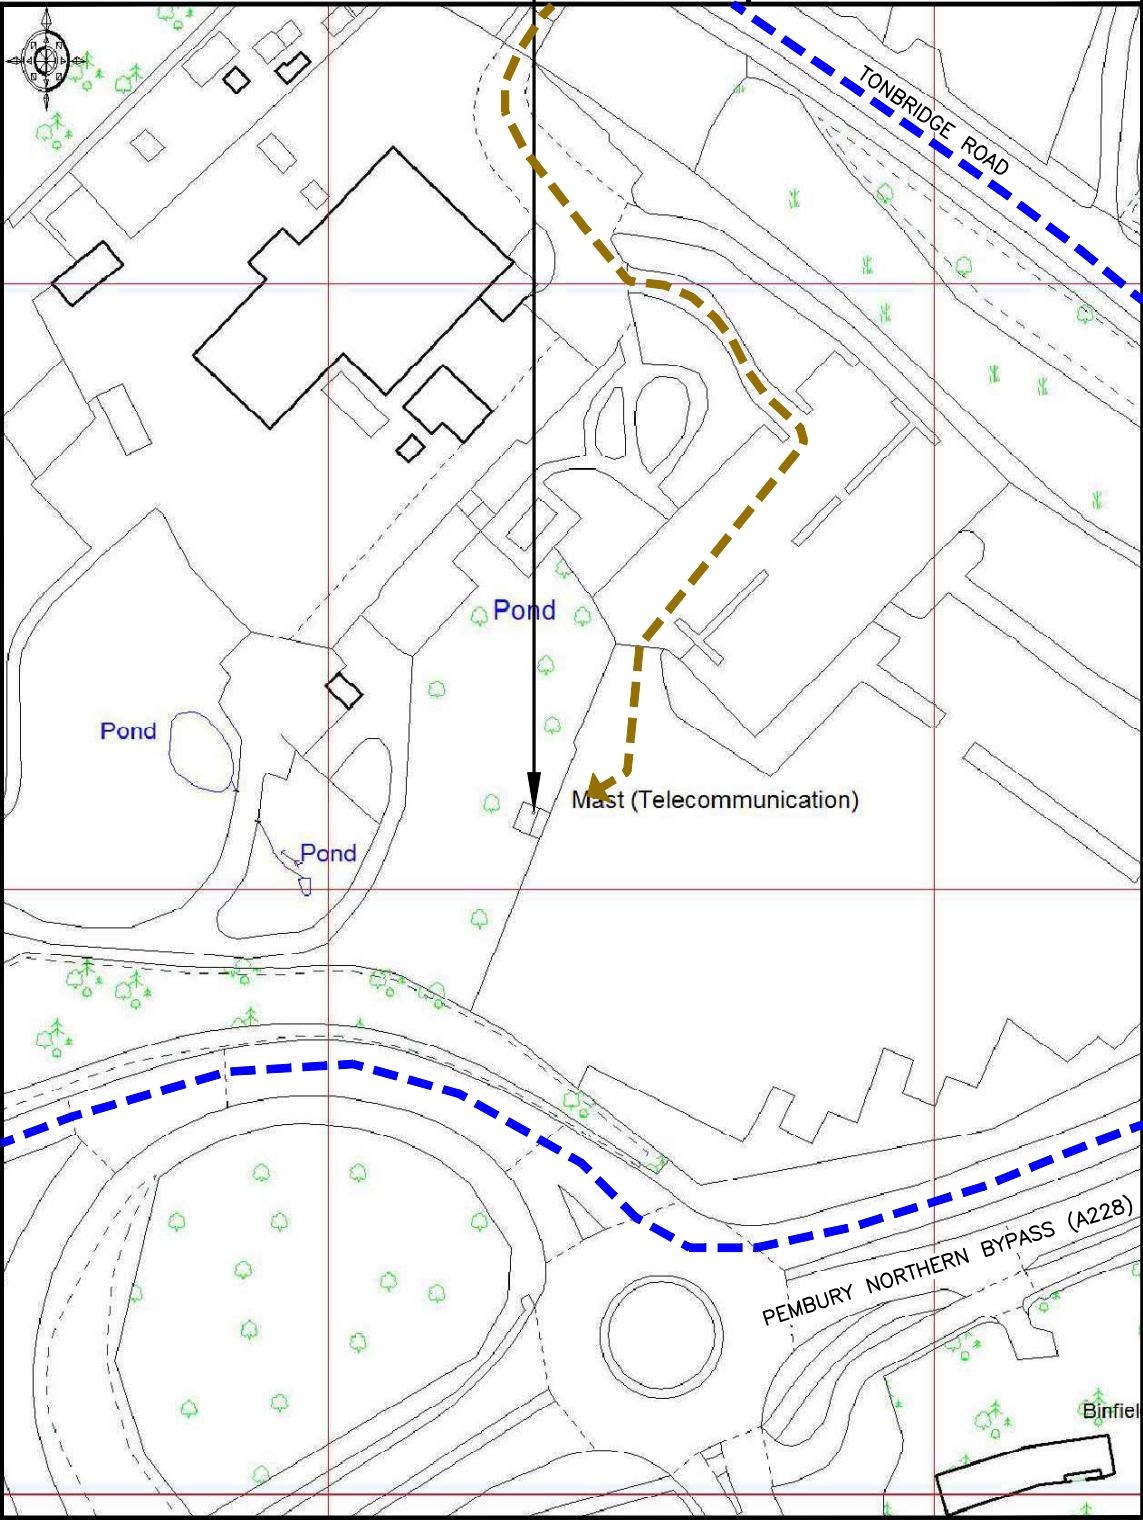 TONBRIDGE ROAD
Pond
Pond
Mast (Telecommunication)
Pond
PEMBURY NORTHERN BYPASS (A228)
Binfiel